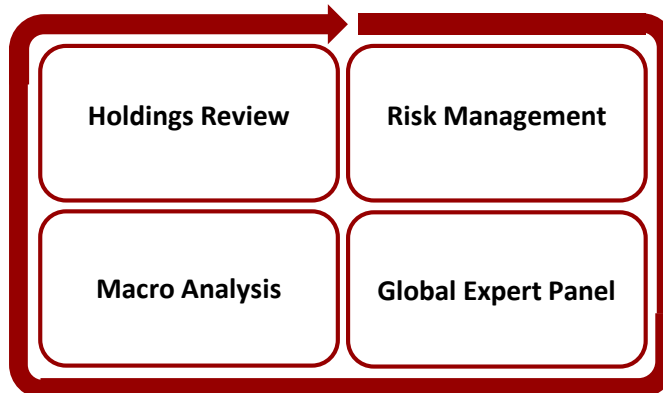 Holdings Review
Risk Management
Macro Analysis
Global Expert Panel